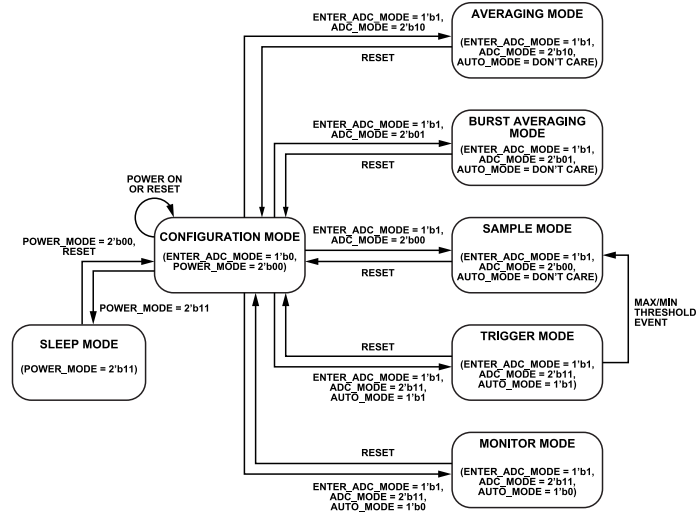 ENTER_ADC_MODE = 1'b1,
ADC_MODE = 2'b10
RESET
AVERAGING MODE
(ENTER_ADC_MODE = 1'b1,
ADC_MODE = 2'b10,
AUTO_MODE = DON'T CARE)
ENTER_ADC_MODE = 1'b1,
ADC_MODE = 2'b01
RESET
BURST AVERAGING
MODE
(ENTER_ADC_MODE = 1'b1,
ADC_MODE = 2'b01,
AUTO_MODE = DON'T CARE)
POWER ON
OR RESET
POWER_MODE = 2'b00,
RESET
CONFIGURATION MODE
(ENTER_ADC_MODE = 1'b0,
POWER_MODE = 2'b00)
ENTER_ADC_MODE = 1'b1,
ADC_MODE = 2'b00
RESET
SAMPLE MODE
(ENTER_ADC_MODE = 1'b1,
ADC_MODE = 2'b00,
AUTO_MODE = DON'T CARE)
POWER_MODE = 2'b11
MAX/MIN
THRESHOLD
EVENT
SLEEP MODE
(POWER_MODE = 2'b11)
RESET
ENTER_ADC_MODE = 1'b1,
ADC_MODE = 2'b11,
AUTO_MODE = 1'b1
TRIGGER MODE
(ENTER_ADC_MODE = 1'b1,
ADC_MODE = 2'b11,
AUTO_MODE = 1'b1)
RESET
ENTER_ADC_MODE = 1'b1,
ADC_MODE = 2'b11,
AUTO_MODE = 1'b0
MONITOR MODE
(ENTER_ADC_MODE = 1'b1,
ADC_MODE = 2'b11,
AUTO_MODE = 1'b0)